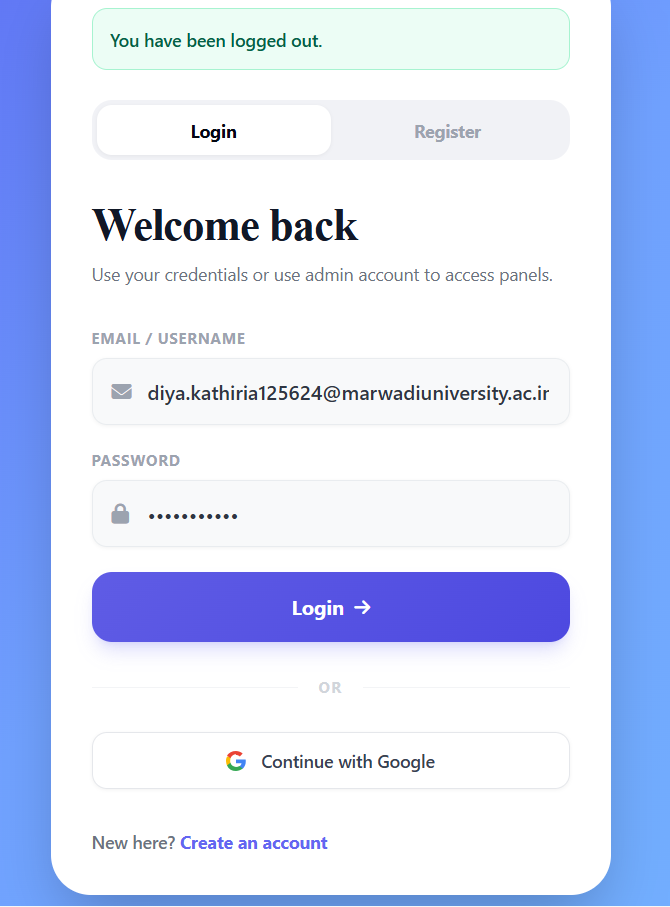 You have been logged out.
Login
Register
Welcome back
Use your credentials or use admin account to access panels.
EMAIL / USERNAME
diya.kathiria125624@marwadiuniversity.ac.ir
PASSWORD
•••••••••••
Login →
OR
Continue with Google
New here? Create an account